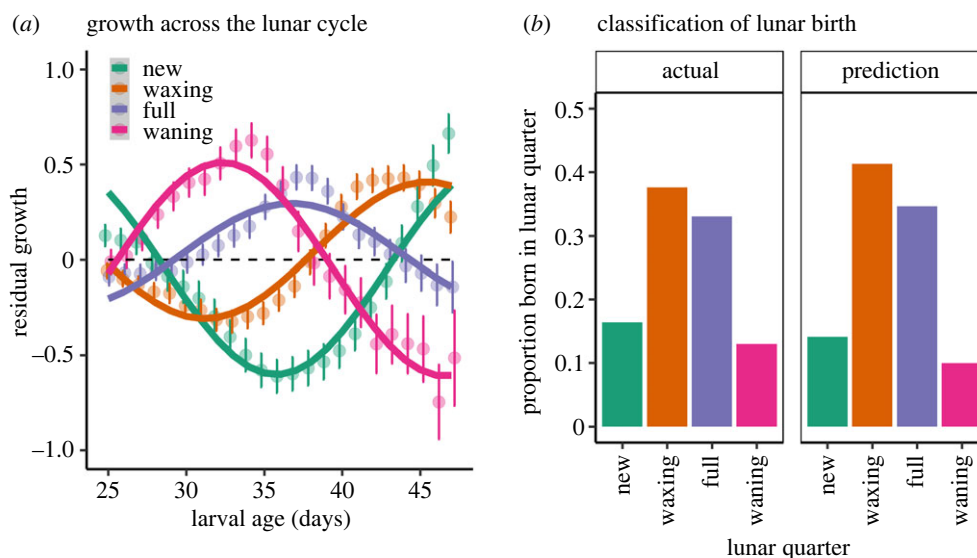 (a) growth across the lunar cycle
new
waxing
full
waning
residual growth
1.0
0.5
0
–0.5
–1.0
25 30 35 40 45
larval age (days)
(b) classification of lunar birth
actual prediction
proportion born in lunar quarter
0.5
0.4
0.3
0.2
0.1
0
new waxing full waning new waxing full waning
lunar quarter